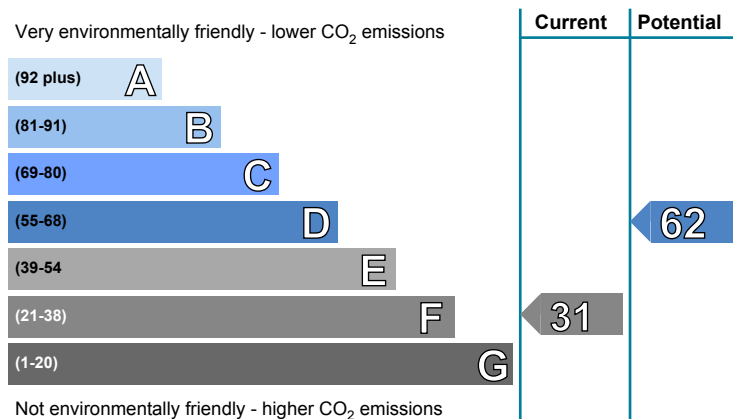 Current Potential
Very environmentally friendly - lower CO₂ emissions
(92 plus) A
(81-91) B
(69-80) C
(55-68) D 62
(39-54 E
(21-38) F 31
(1-20) G
Not environmentally friendly - higher CO₂ emissions